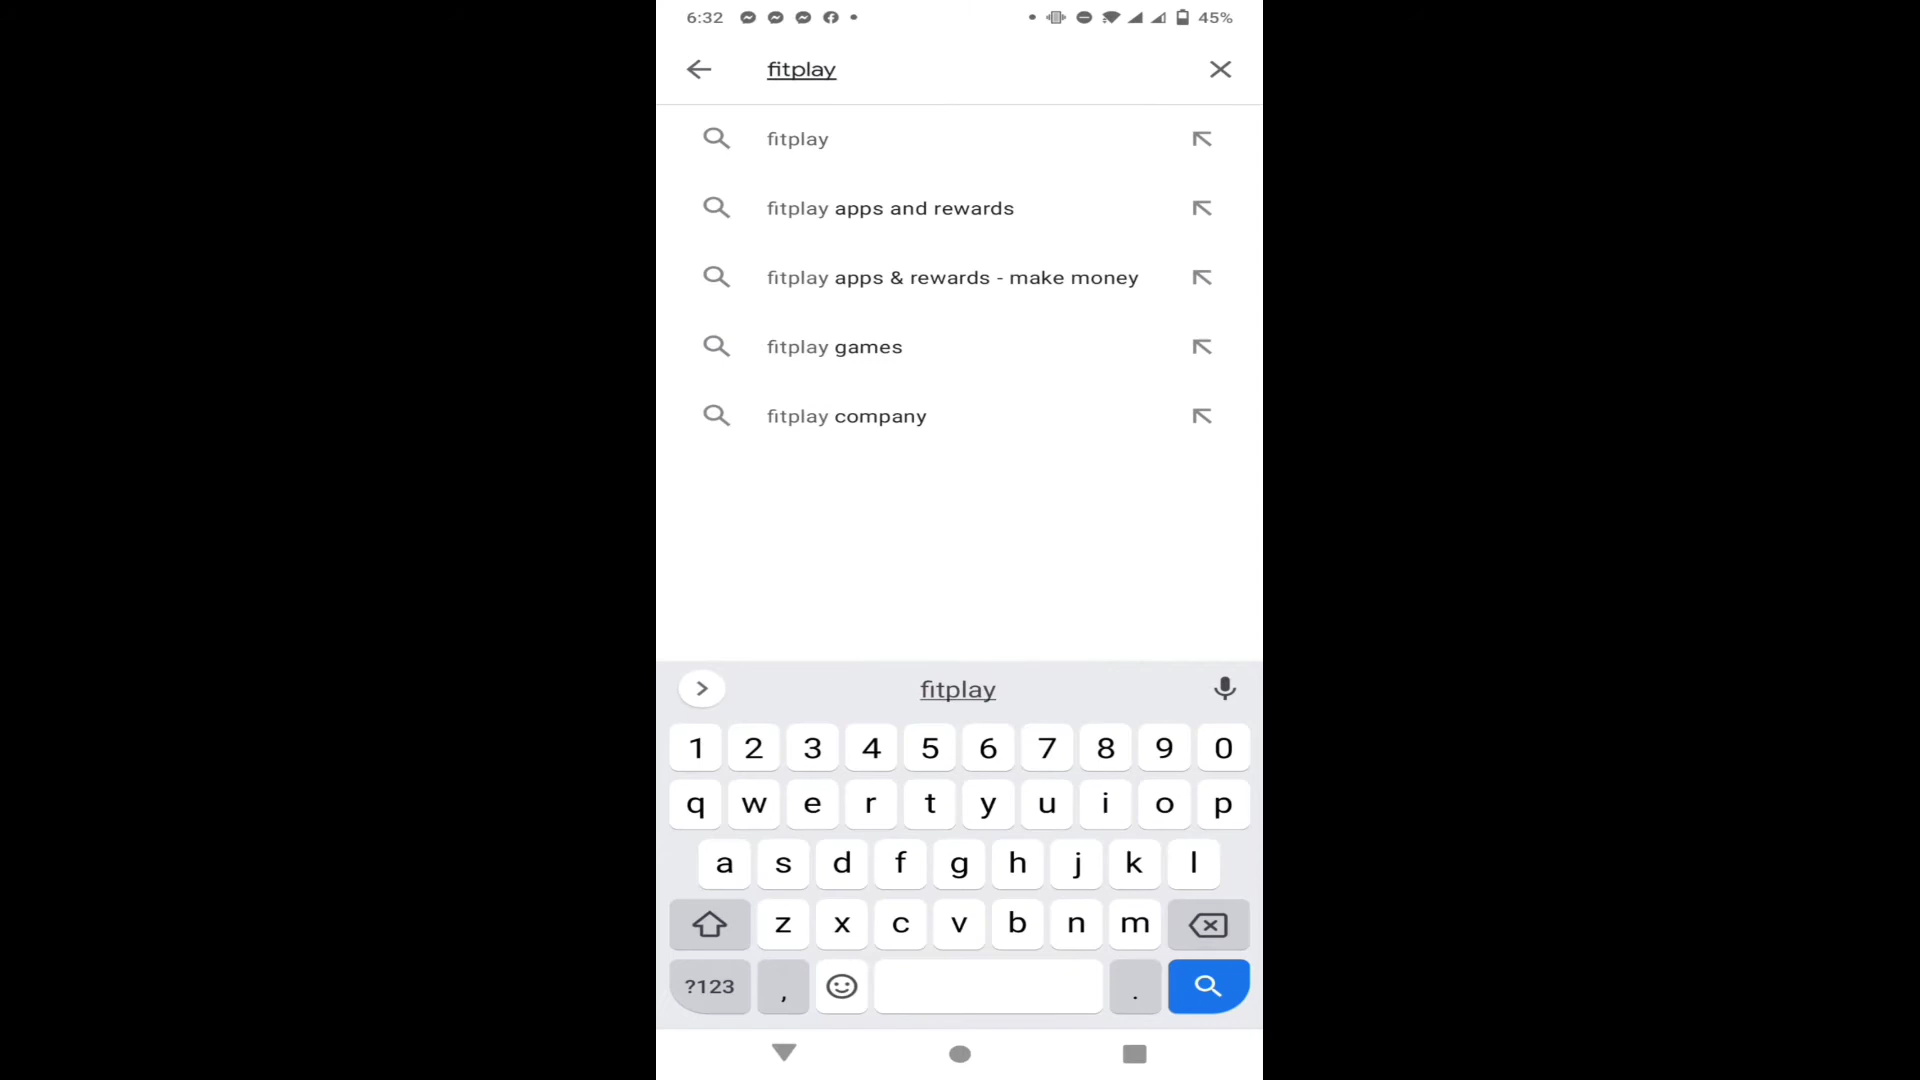 6:32 45%
fitplay
fitplay
fitplay apps and rewards
fitplay apps & rewards - make money
fitplay games
fitplay company
fitplay
1 2 3 4 5 6 7 8 9 0
q w e r t y u i o p
a s d f g h j k l
z x c v b n m
?123 , .